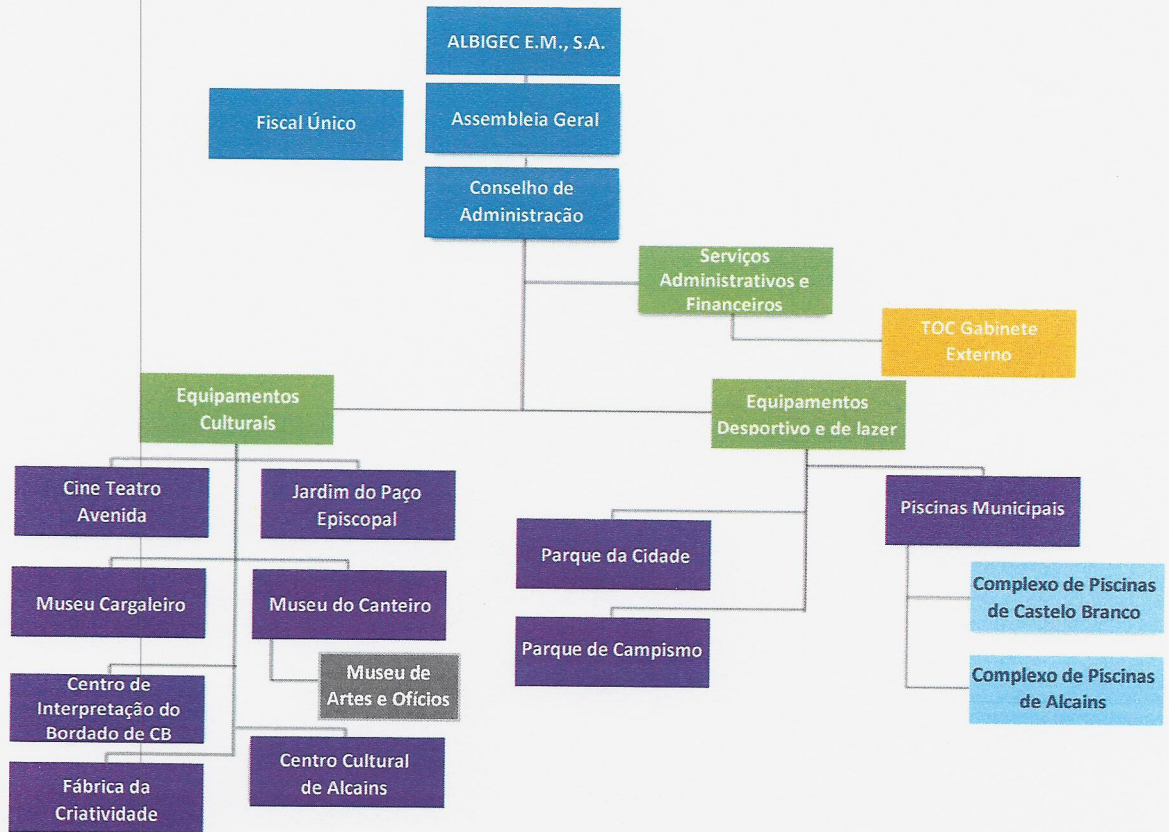 ALBIGEC E.M., S.A.
Fiscal Único
Assembleia Geral
Conselho de
Administração
Serviços
Administrativos e
Financeiros
TOC Gabinete
Externo
Equipamentos
Culturais
Equipamentos
Desportivo e de lazer
Cine Teatro
Avenida
Jardim do Paço
Episcopal
Museu Cargaleiro
Museu do Canteiro
Museu de
Artes e Ofícios
Centro de
Interpretação do
Bordado de CB
Centro Cultural
de Alcains
Fábrica da
Criatividade
Parque da Cidade
Parque de Campismo
Piscinas Municipais
Complexo de Piscinas
de Castelo Branco
Complexo de Piscinas
de Alcains